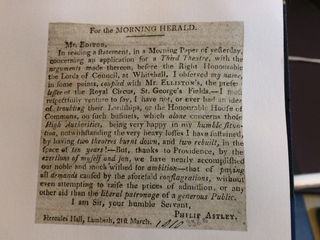 For the MORNING HERALD.
Mr. EDITOR,
In reading a statement, in a Morning Paper of yesterday,
concerning an application for a Third Theatre, with the
arguments made thereon, before the Right Honourable
the Lords of Council, at Whitehall, I observed my name,
in some points, coupled with Mr. ELLISTON'S, the present
lessee of the Royal Circus, St. George's Fields.—I must
respectfully venture to say, I have not, or ever had an idea
of troubling their Lordships, or the Honourable House of
Commons, on such business, which alone concerns those
High Authorities, being very happy in my humble situa-
tion, notwithstanding the very heavy losses I have sustained,
by having two theatres burnt down, and two rebuilt, in the
space of ten years!—But, thanks to Providence, by the
exertions of myself and son, we have nearly accomplished
our noble and much wished for ambition—that of paying
all demands caused by the aforesaid conflagrations, without
even attempting to raise the prices of admission, or any
other aid than the liberal patronage of a generous Public.
I am Sir, your humble Servant,
PHILIP ASTLEY.
Hercules Hall, Lambeth, 21st March. 1810